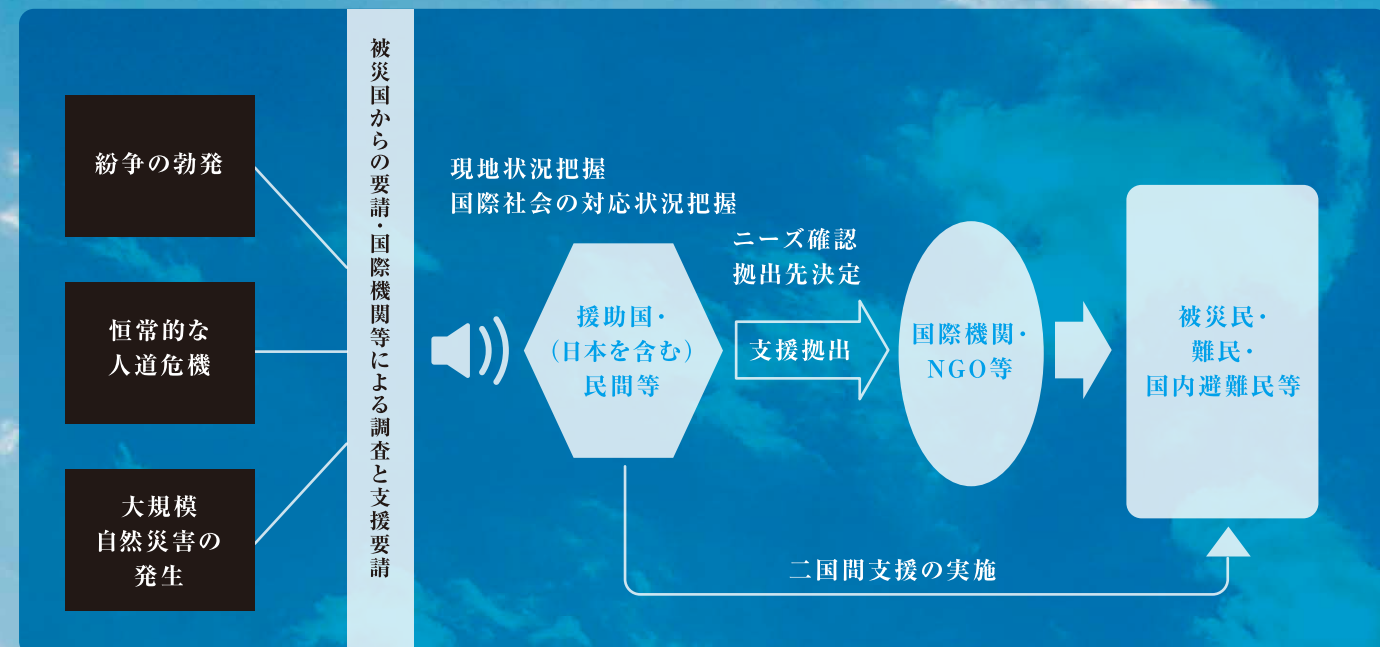 紛争の勃発
恒常的な
人道危機
大規模
自然災害の
発生
被災国からの要請・国際機関等による調査と支援要請
現地状況把握
国際社会の対応状況把握
援助国・
（日本を含む）
民間等
ニーズ確認
拠出先決定
支援拠出
国際機関・
NGO等
被災民・
難民・
国内避難民等
二国間支援の実施